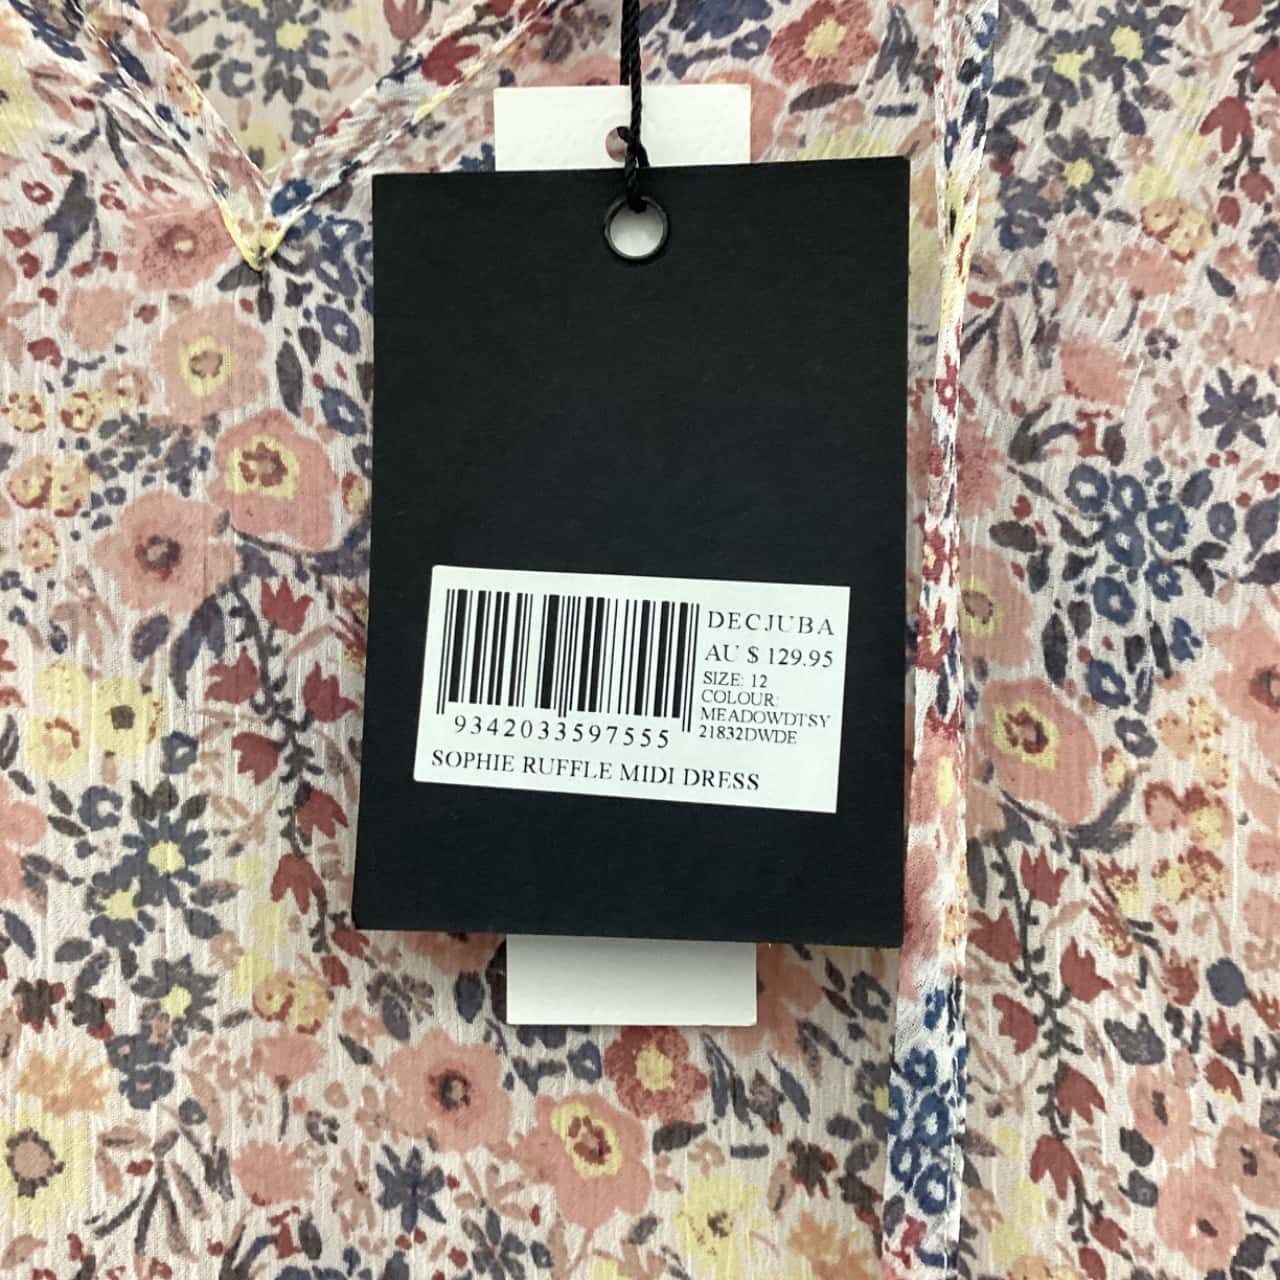 DECJUBA
AU $ 129.95
SIZE: 12
COLOUR:
MEADOWDTSY
21832DWDE
9342033597555
SOPHIE RUFFLE MIDI DRESS